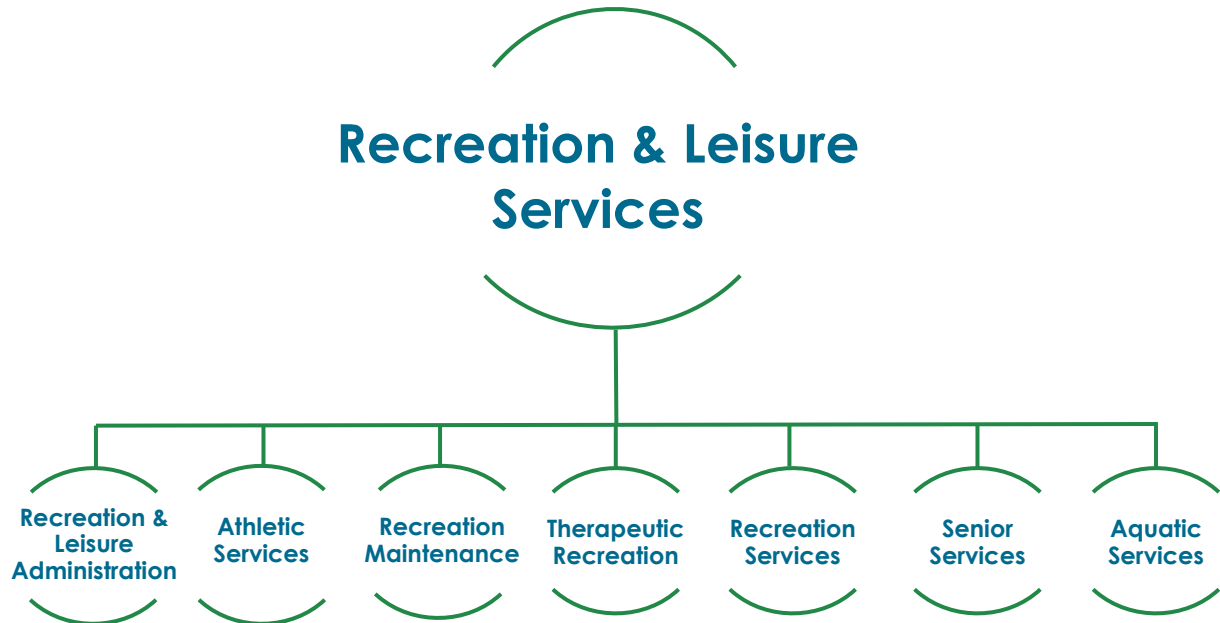 Recreation & Leisure
Services
Recreation &
Leisure
Administration
Athletic
Services
Recreation
Maintenance
Therapeutic
Recreation
Recreation
Services
Senior
Services
Aquatic
Services